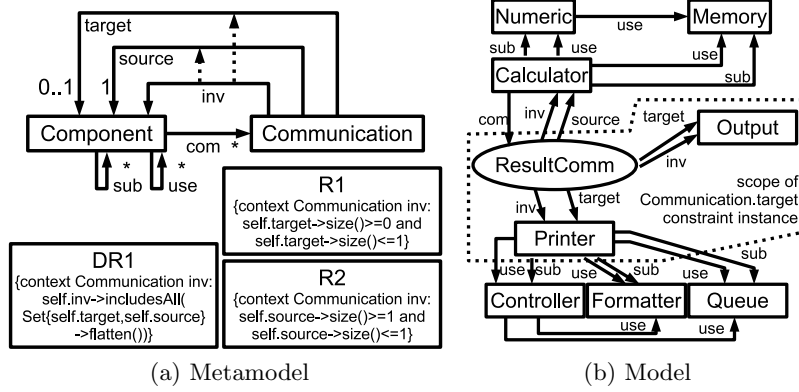 target
source
0..1
1
inv
Component
com
*
Communication
*
*
sub
use
R1
{context Communication inv:
self.target->size()>=0 and
self.target->size()<=1}
DR1
{context Communication inv:
self.inv->includesAll(
Set{self.target,self.source}
->flatten())}
R2
{context Communication inv:
self.source->size()>=1 and
self.source->size()<=1}
(a) Metamodel
Numeric
use
Memory
sub
use
use
Calculator
sub
com
inv
source
target
Output
inv
ResultComm
scope of
Communication.target
constraint instance
inv
target
Printer
sub
use
sub
use
sub
use
Controller
Formatter
Queue
use
use
(b) Model